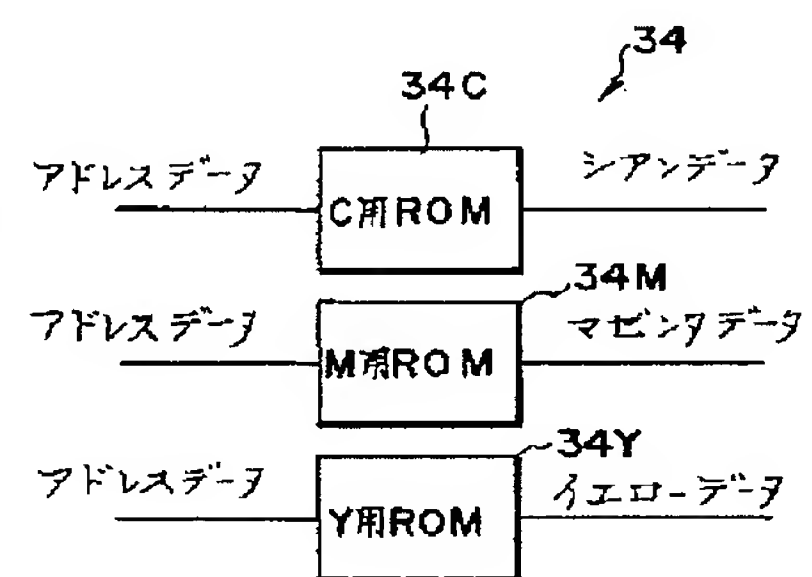 34
34C
アドレスデータ
C用ROM
シアンデータ
34M
アドレスデータ
M用ROM
マゼンタデータ
34Y
アドレスデータ
Y用ROM
イエローデータ